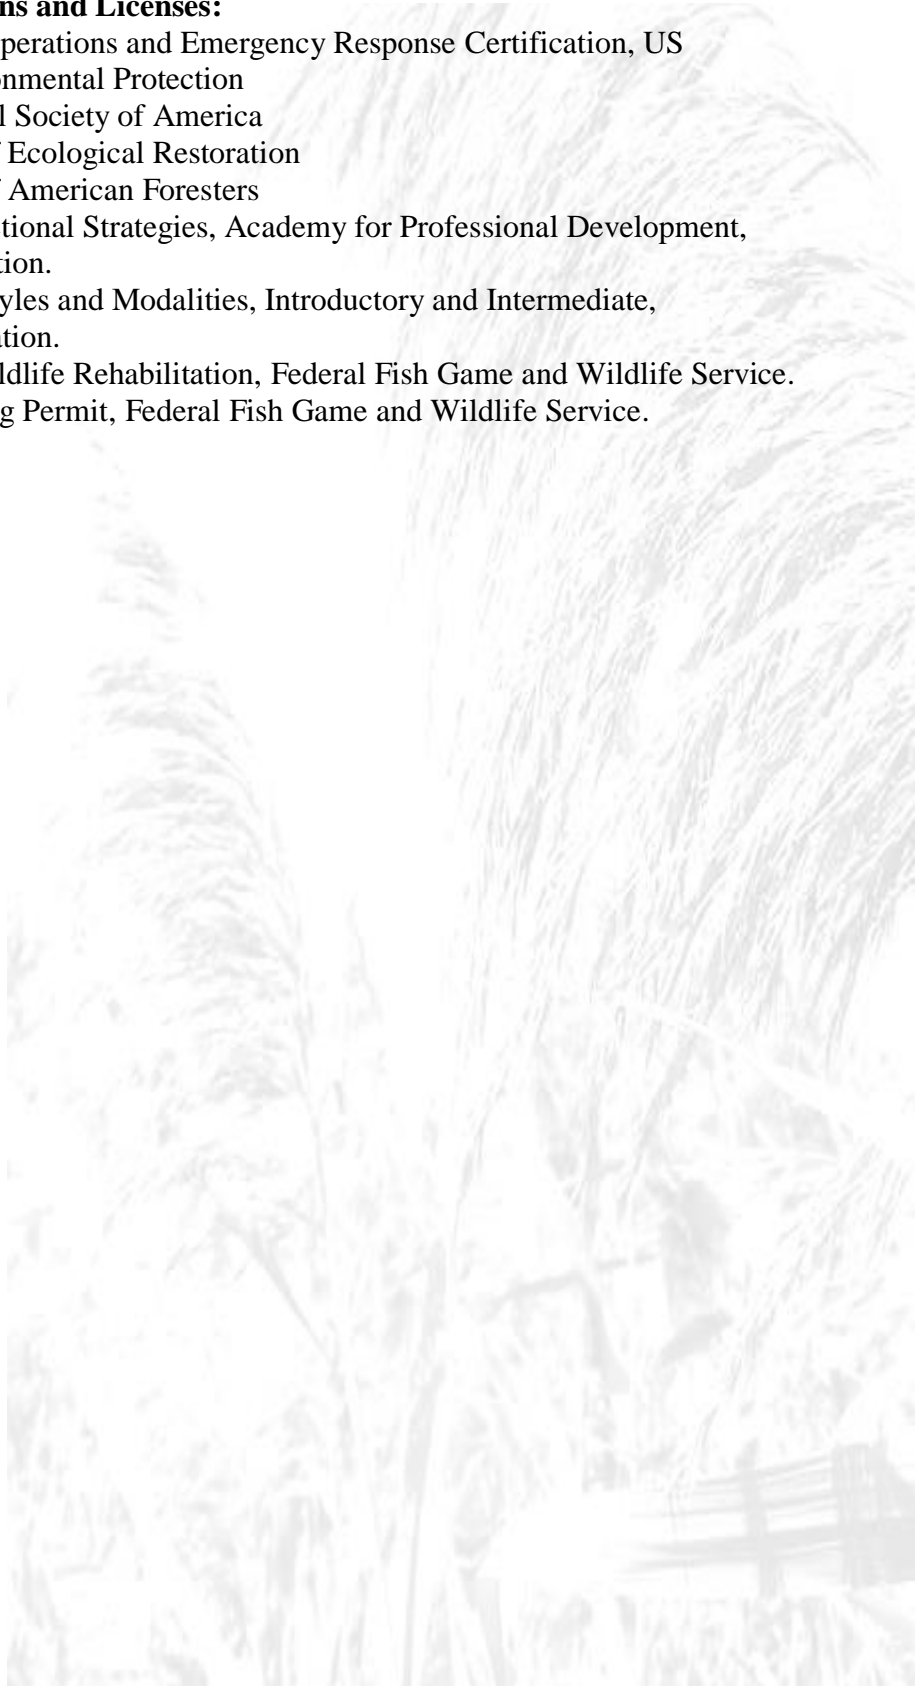 ns and Licenses:
perations and Emergency Response Certification, US
onmental Protection
l Society of America
f Ecological Restoration
f American Foresters
ctional Strategies, Academy for Professional Development,
tion.
yles and Modalities, Introductory and Intermediate,
ation.
ldlife Rehabilitation, Federal Fish Game and Wildlife Service.
g Permit, Federal Fish Game and Wildlife Service.